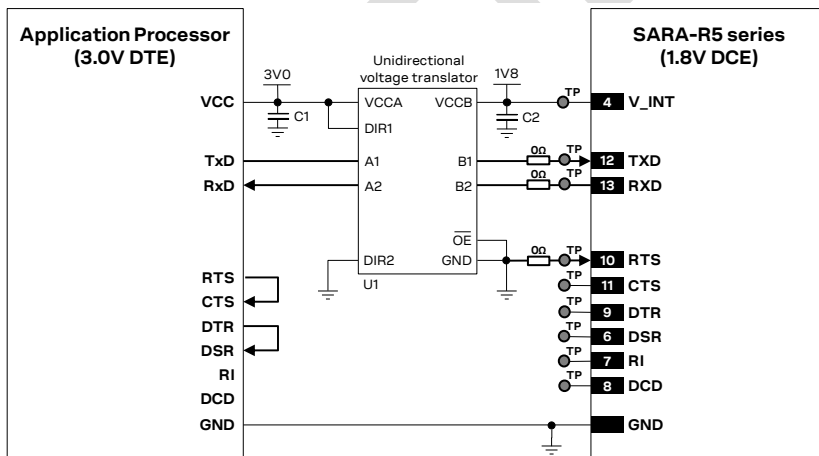 Application Processor
(3.0V DTE)
SARA-R5 series
(1.8V DCE)
Unidirectional
voltage translator
3V0
1V8
VCC
C1
VCCA
VCCB
C2
TP
4
V_INT
DIR1
TxD
A1
B1
0Ω
TP
12
TXD
RxD
A2
B2
0Ω
TP
13
RXD
OE
DIR2
GND
0Ω
TP
10
RTS
U1
RTS
TP
11
CTS
CTS
TP
9
DTR
DTR
TP
6
DSR
DSR
TP
7
RI
RI
TP
8
DCD
DCD
GND
GND